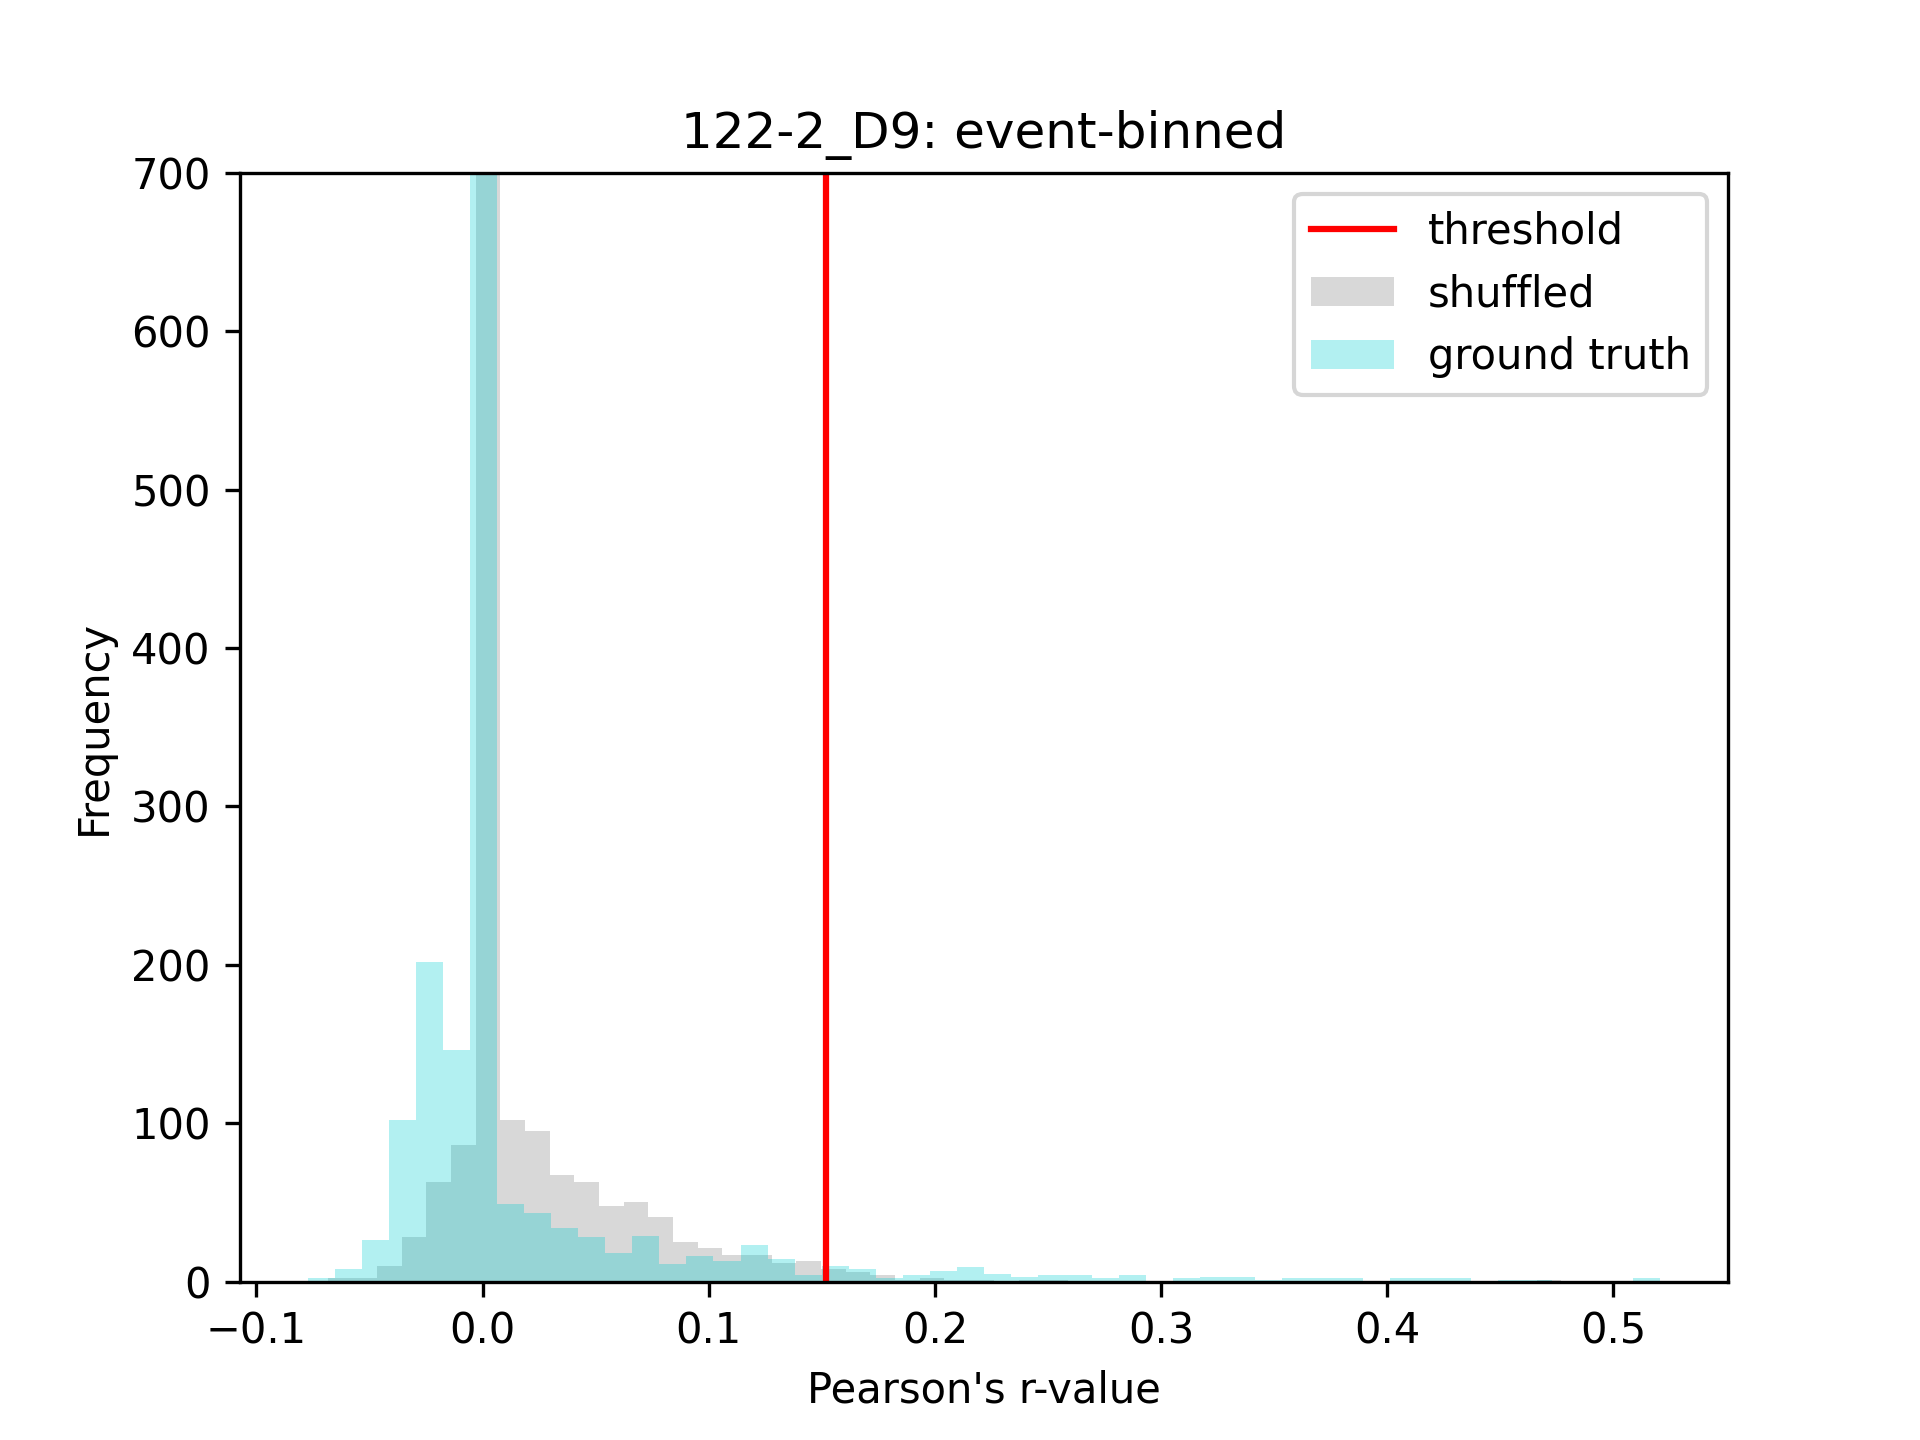 122-2_D9: event-binned
700
600
500
400
300
200
100
0
Frequency
threshold
shuffled
ground truth
−0.1 0.0 0.1 0.2 0.3 0.4 0.5
Pearson's r-value